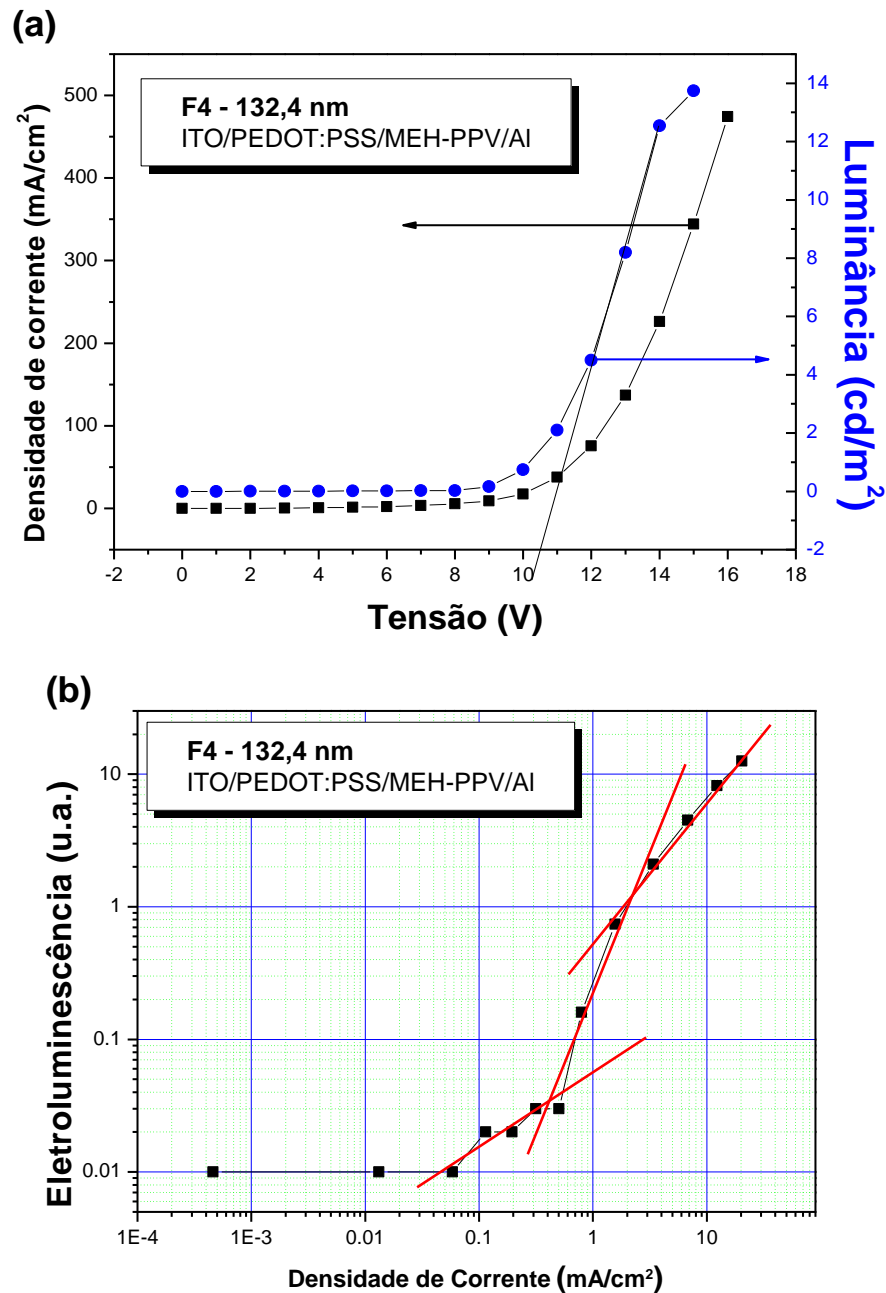 (a)
F4 - 132,4 nm
ITO/PEDOT:PSS/MEH-PPV/Al
Densidade de corrente (mA/cm²)
500
400
300
200
100
0
Luminância (cd/m²)
14
12
10
8
6
4
2
0
-2
-2 0 2 4 6 8 10 12 14 16 18
Tensão (V)
(b)
F4 - 132,4 nm
ITO/PEDOT:PSS/MEH-PPV/Al
Eletroluminescência (u.a.)
10
1
0.1
0.01
1E-4 1E-3 0.01 0.1 1 10
Densidade de Corrente (mA/cm²)